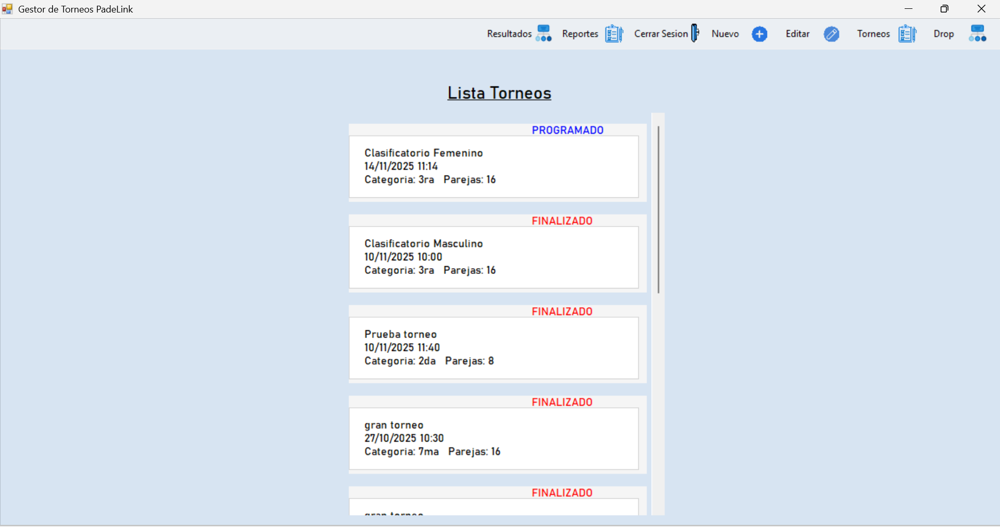 Gestor de Torneos PadeLink
Resultados Reportes Cerrar Sesion Nuevo Editar Torneos Drop
Lista Torneos
PROGRAMADO
Clasificatorio Femenino
14/11/2025 11:14
Categoria: 3ra Parejas: 16
FINALIZADO
Clasificatorio Masculino
10/11/2025 10:00
Categoria: 3ra Parejas: 16
FINALIZADO
Prueba torneo
10/11/2025 11:40
Categoria: 2da Parejas: 8
FINALIZADO
gran torneo
27/10/2025 10:30
Categoria: 7ma Parejas: 16
FINALIZADO
gran torneo